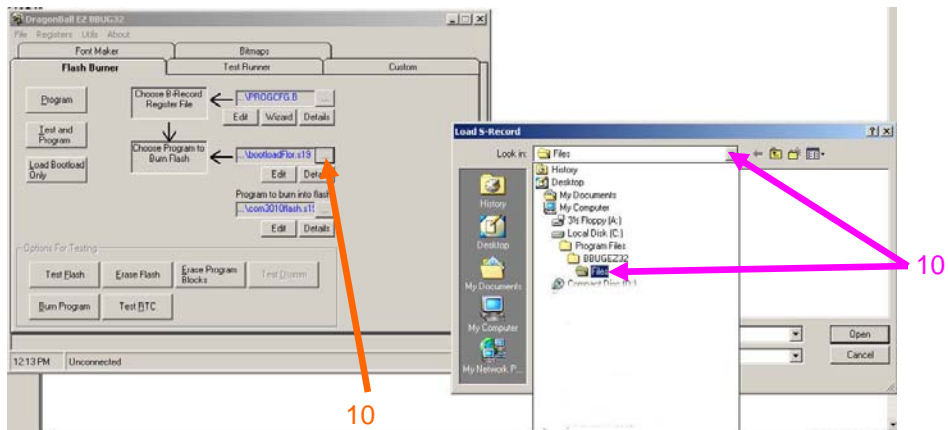 DragonBall EZ BBUG32
File Registers Utils About
Font Maker
Bitmaps
Flash Burner
Test Runner
Custom
Program
Test and Program
Load Bootload Only
Choose B-Record Register File
...\PROGCFG.B ...
Edit Wizard Details
Choose Program to Burn Flash
...\bootloadFlor.s19 ...
Edit Details
Program to burn into flash
...\com3010flash.s19 ...
Edit Details
Options For Testing
Test Flash
Erase Flash
Erase Program Blocks
Burn Program
Test RTC
12:13 PM Unconnected
10
Load S-Record
Look in: Files
History
Desktop
My Documents
My Computer
3½ Floppy (A:)
Local Disk (C:)
Program Files
BBUGEZ32
Files
Compact Disc (D:)
History
Desktop
My Documents
My Computer
My Network P...
Open
Cancel
10